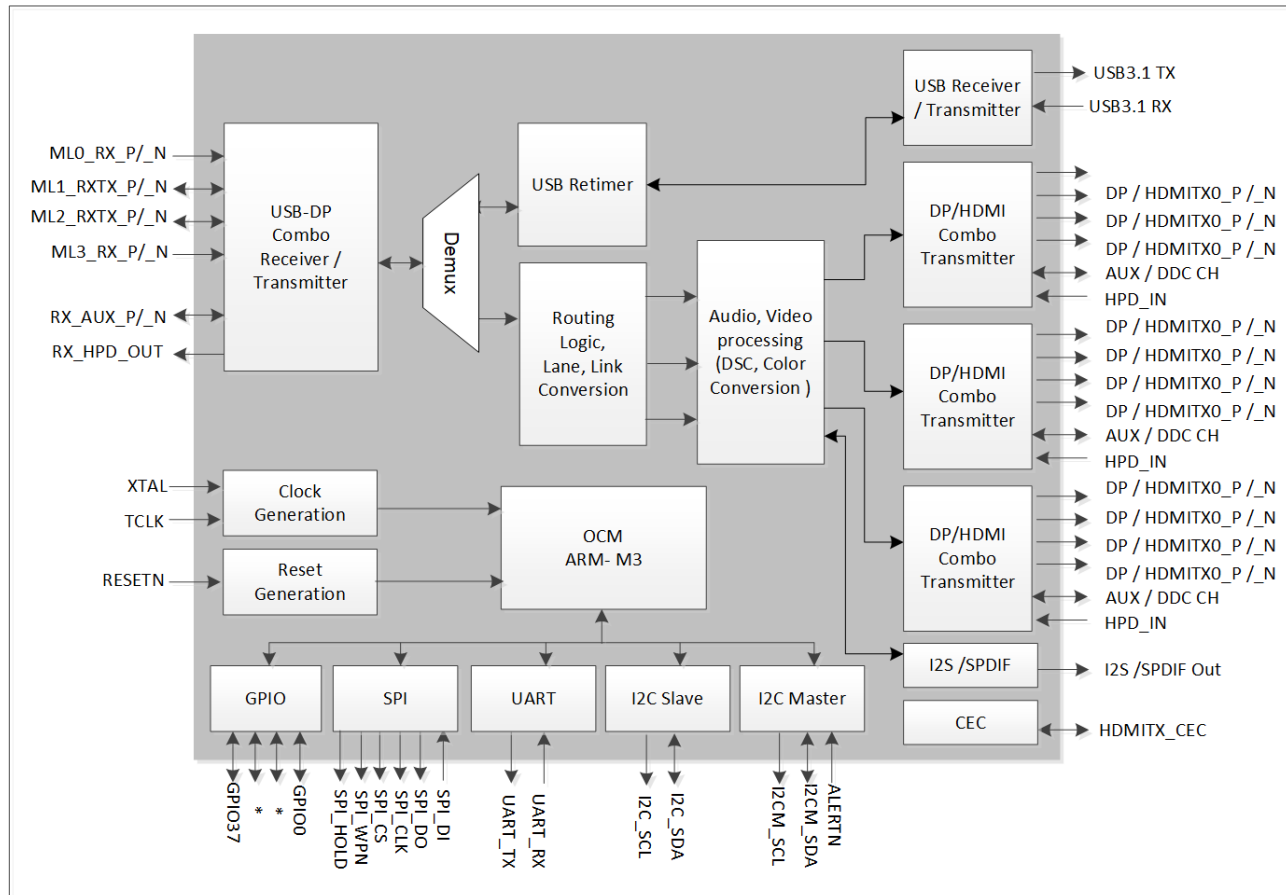 USB3.1 TX
USB3.1 RX
USB Receiver
/ Transmitter
ML0_RX_P/_N
ML1_RXTX_P/_N
ML2_RXTX_P/_N
ML3_RX_P/_N
RX_AUX_P/_N
RX_HPD_OUT
USB-DP
Combo
Receiver /
Transmitter
Demux
USB Retimer
Routing
Logic,
Lane, Link
Conversion
Audio, Video
processing
(DSC, Color
Conversion )
DP/HDMI
Combo
Transmitter
DP / HDMITX0_P /_N
DP / HDMITX0_P /_N
DP / HDMITX0_P /_N
AUX / DDC CH
HPD_IN
DP/HDMI
Combo
Transmitter
DP / HDMITX0_P /_N
DP / HDMITX0_P /_N
DP / HDMITX0_P /_N
DP / HDMITX0_P /_N
AUX / DDC CH
HPD_IN
DP/HDMI
Combo
Transmitter
DP / HDMITX0_P /_N
DP / HDMITX0_P /_N
DP / HDMITX0_P /_N
DP / HDMITX0_P /_N
AUX / DDC CH
HPD_IN
XTAL
TCLK
RESETN
Clock
Generation
Reset
Generation
OCM
ARM- M3
I2S /SPDIF
I2S /SPDIF Out
CEC
HDMITX_CEC
GPIO
SPI
UART
I2C Slave
I2C Master
GPIO37
*
*
GPIO0
SPI_HOLD
SPI_WPN
SPI_CS
SPI_CLK
SPI_DO
SPI_DI
UART_TX
UART_RX
I2C_SCL
I2C_SDA
I2CM_SCL
I2CM_SDA
ALERTN